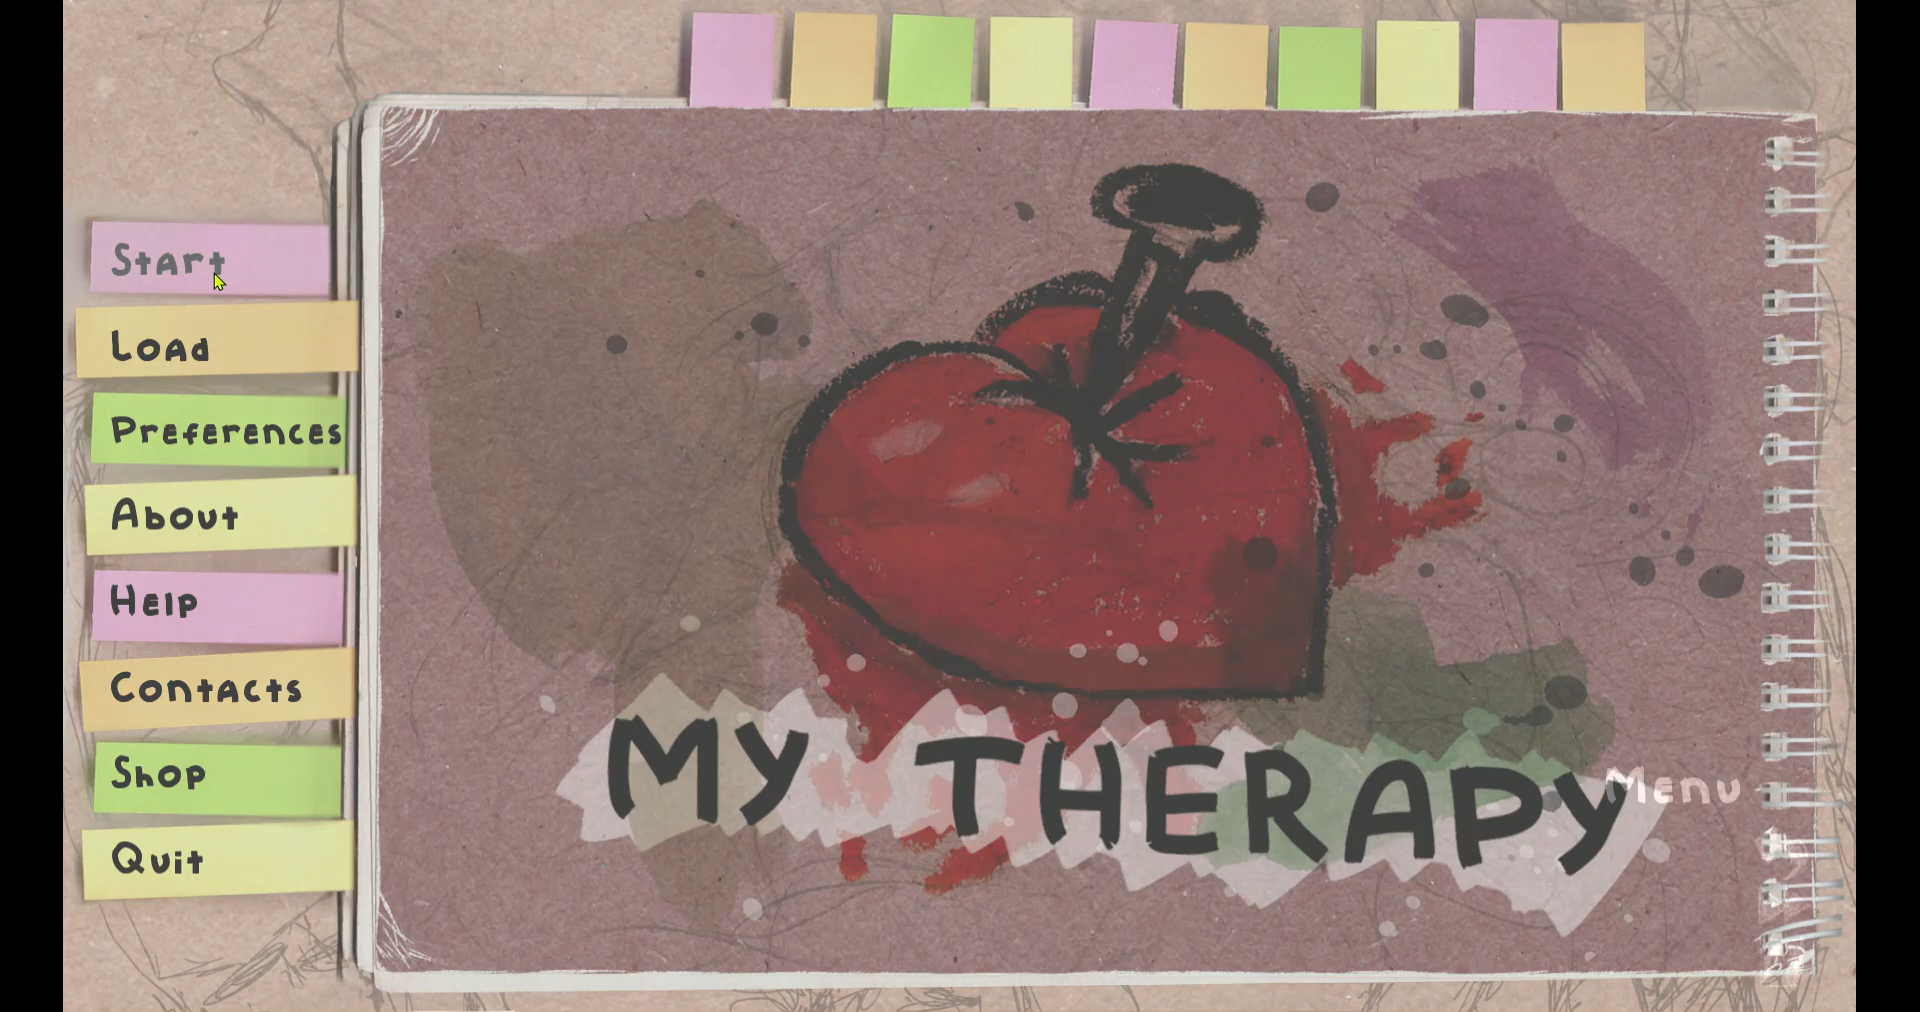 Start
Load
Preferences
About
Help
Contacts
Shop
Quit
MY THERAPY
Menu